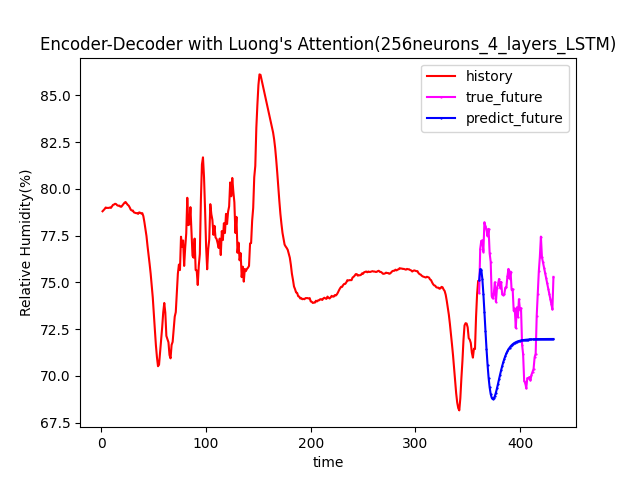 Encoder-Decoder with Luong's Attention(256neurons_4_layers_LSTM)
history
true_future
predict_future
85.0
82.5
80.0
77.5
75.0
72.5
70.0
67.5
Relative Humidity(%)
0 100 200 300 400
time